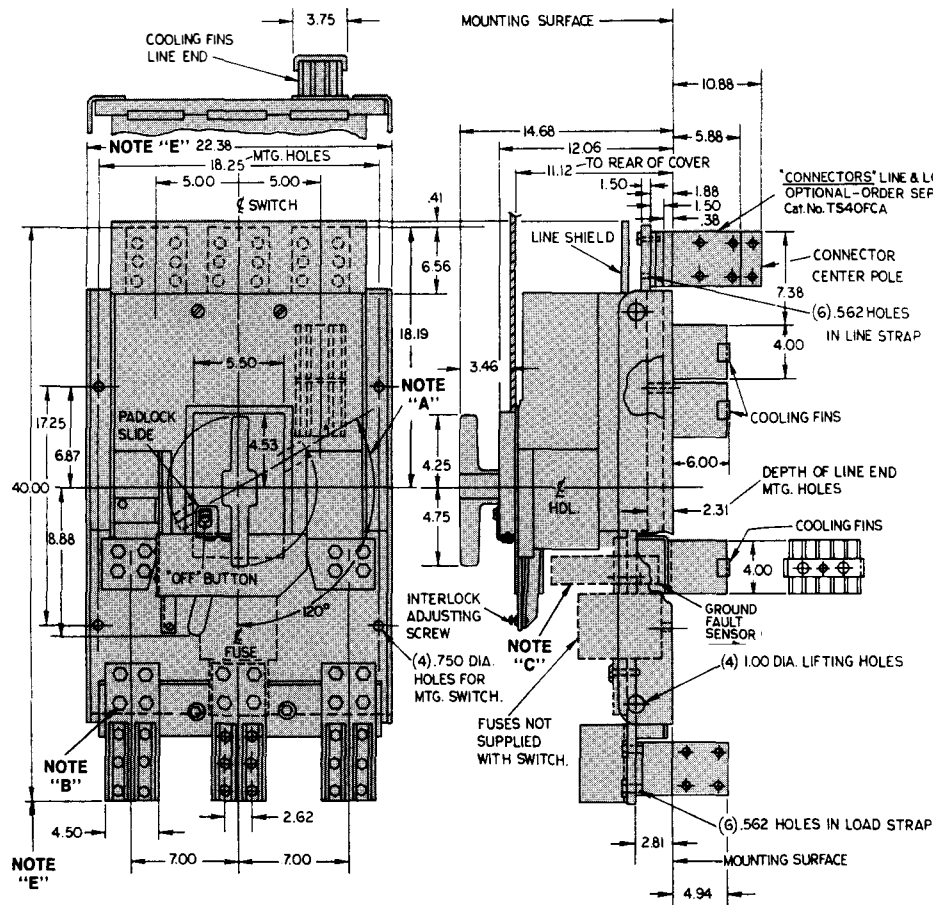 3.75
COOLING FINS
LINE END
NOTE "E" 22.38
18.25 MTG. HOLES
5.00 5.00
℄ SWITCH
.41
6.56
18.19
5.50
NOTE
"A"
17.25
6.87
PADLOCK
SLIDE
4.53
40.00
8.88
"OFF" BUTTON
120°
℄
FUSE
(4).750 DIA.
HOLES FOR
MTG. SWITCH.
NOTE
"B"
4.50
2.62
7.00 7.00
NOTE
"E"
MOUNTING SURFACE
10.88
14.68
5.88
12.06
11.12 TO REAR OF COVER
1.50
1.88
1.50
.38
"CONNECTORS" LINE &
OPTIONAL-ORDER
Cat.No. TS40FCA
LINE SHIELD
CONNECTOR
CENTER POLE
7.38
(6).562 HOLES
IN LINE STRAP
4.00
3.46
COOLING FINS
6.00
4.25
4.75
℄
HDL.
DEPTH OF LINE END
MTG. HOLES
2.31
COOLING FINS
4.00
INTERLOCK
ADJUSTING
SCREW
NOTE
"C"
GROUND
FAULT
SENSOR
(4) 1.00 DIA. LIFTING HOLES
FUSES NOT
SUPPLIED
WITH SWITCH.
(6).562 HOLES IN LOAD STRAP
2.81
MOUNTING SURFACE
4.94